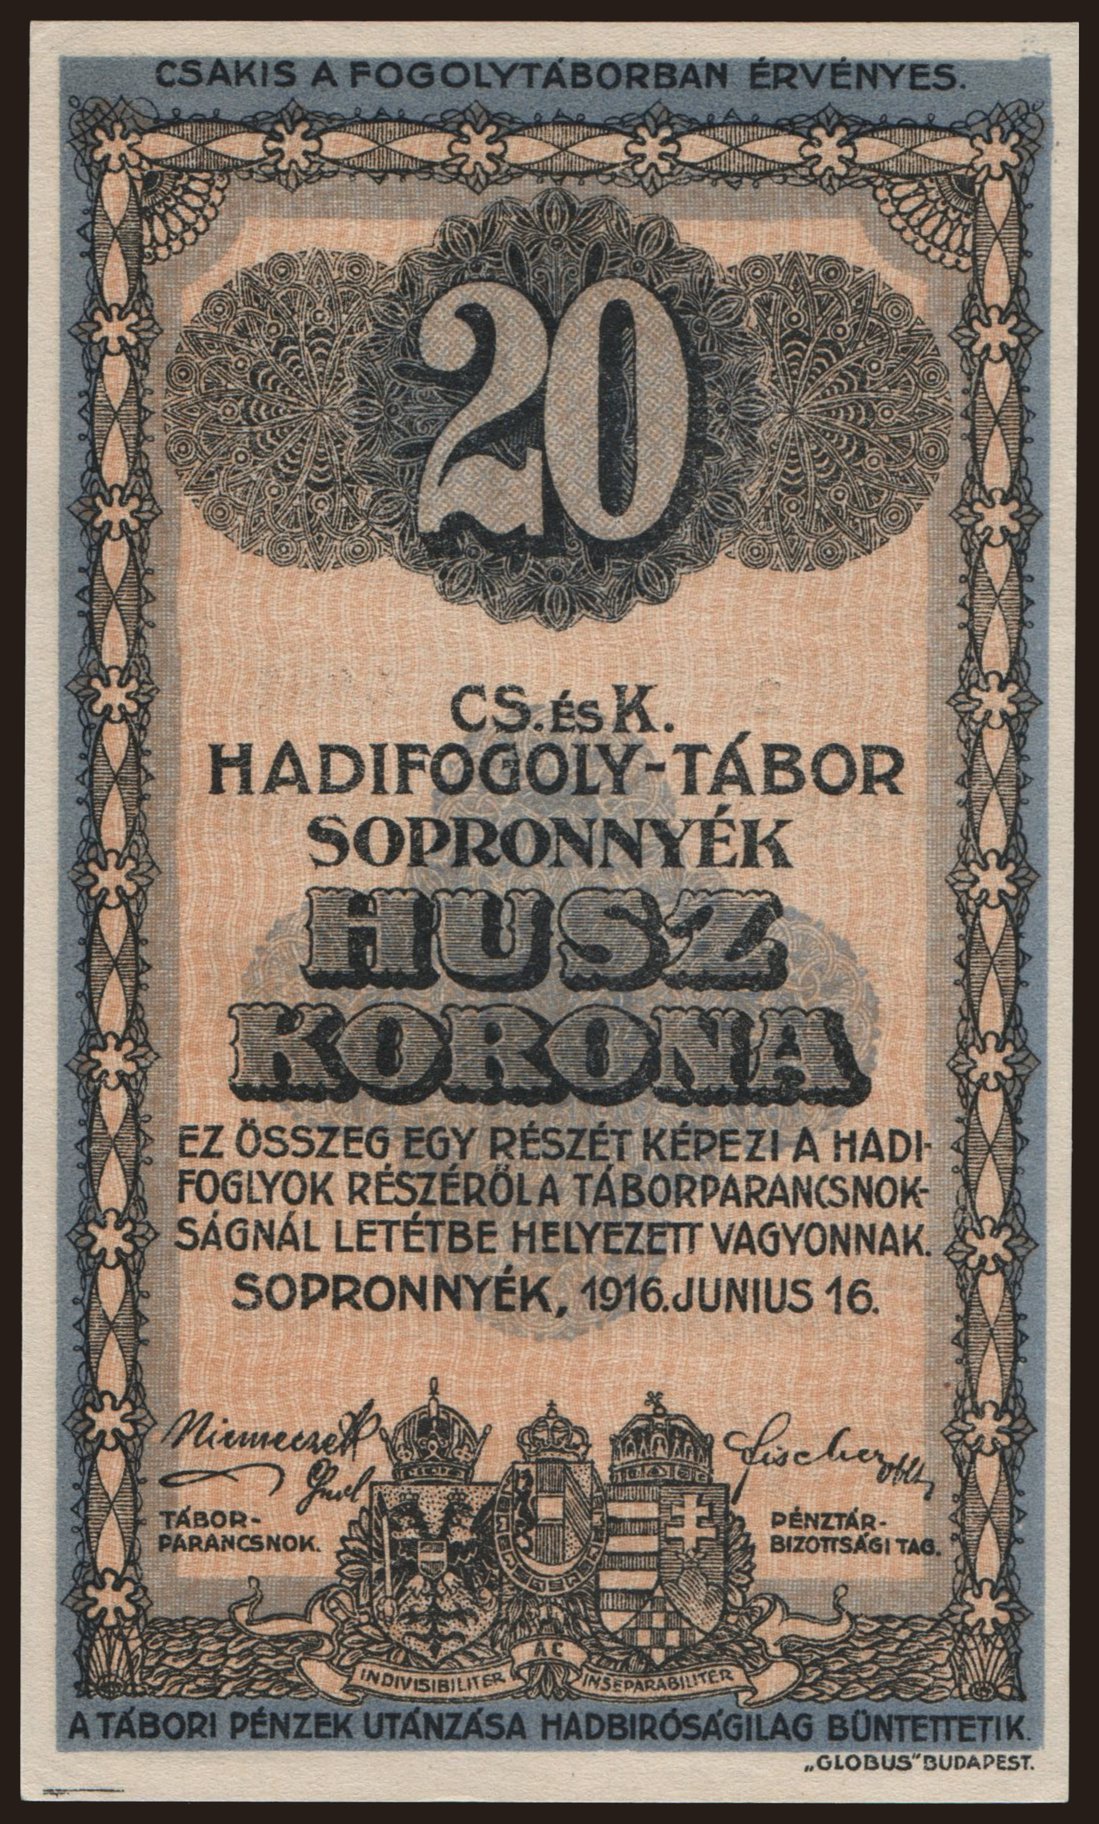 CSAKIS A FOGOLYTÁBORBAN ÉRVÉNYES.
20
CS. ÉS K.
HADIFOGOLY-TÁBOR
SOPRONNYÉK
HUSZ
KORONA
EZ ÖSSZEG EGY RÉSZÉT KÉPEZI A HADI-
FOGLYOK RÉSZÉRŐL A TÁBORPARANCSNOK-
SÁGNÁL LETÉTBE HELYEZETT VAGYONNAK.
SOPRONNYÉK, 1916. JUNIUS 16.
Fischer
TÁBOR-
PARANCSNOK.
PÉNZTÁR-
BIZOTTSÁGI TAG.
INDIVISIBILITER AC INSEPARABILITER
A TÁBORI PÉNZEK UTÁNZÁSA HADBIRÓSÁGILAG BÜNTETTETIK.
„GLOBUS" BUDAPEST.